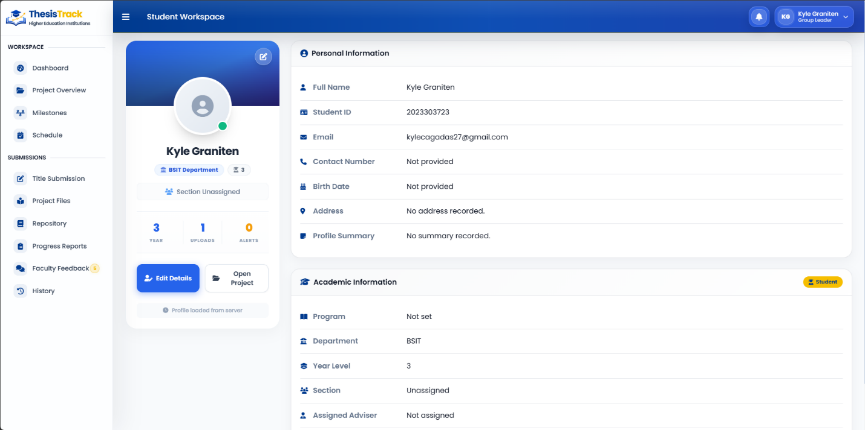 ThesisTrack
Higher Education Institutions
WORKSPACE
Dashboard
Project Overview
Milestones
Schedule
SUBMISSIONS
Title Submission
Project Files
Repository
Progress Reports
Faculty Feedback
History
Student Workspace
KG
Kyle Graniten
Group Leader
Kyle Graniten
BSIT Department
3
Section Unassigned
3
1
0
YEAR
UPLOADS
ALERTS
Edit Details
Open
Project
Profile loaded from server
Personal Information
Full Name Kyle Graniten
Student ID 2023303723
Email kylecagadas27@gmail.com
Contact Number Not provided
Birth Date Not provided
Address No address recorded.
Profile Summary No summary recorded.
Academic Information
Student
Program Not set
Department BSIT
Year Level 3
Section Unassigned
Assigned Adviser Not assigned